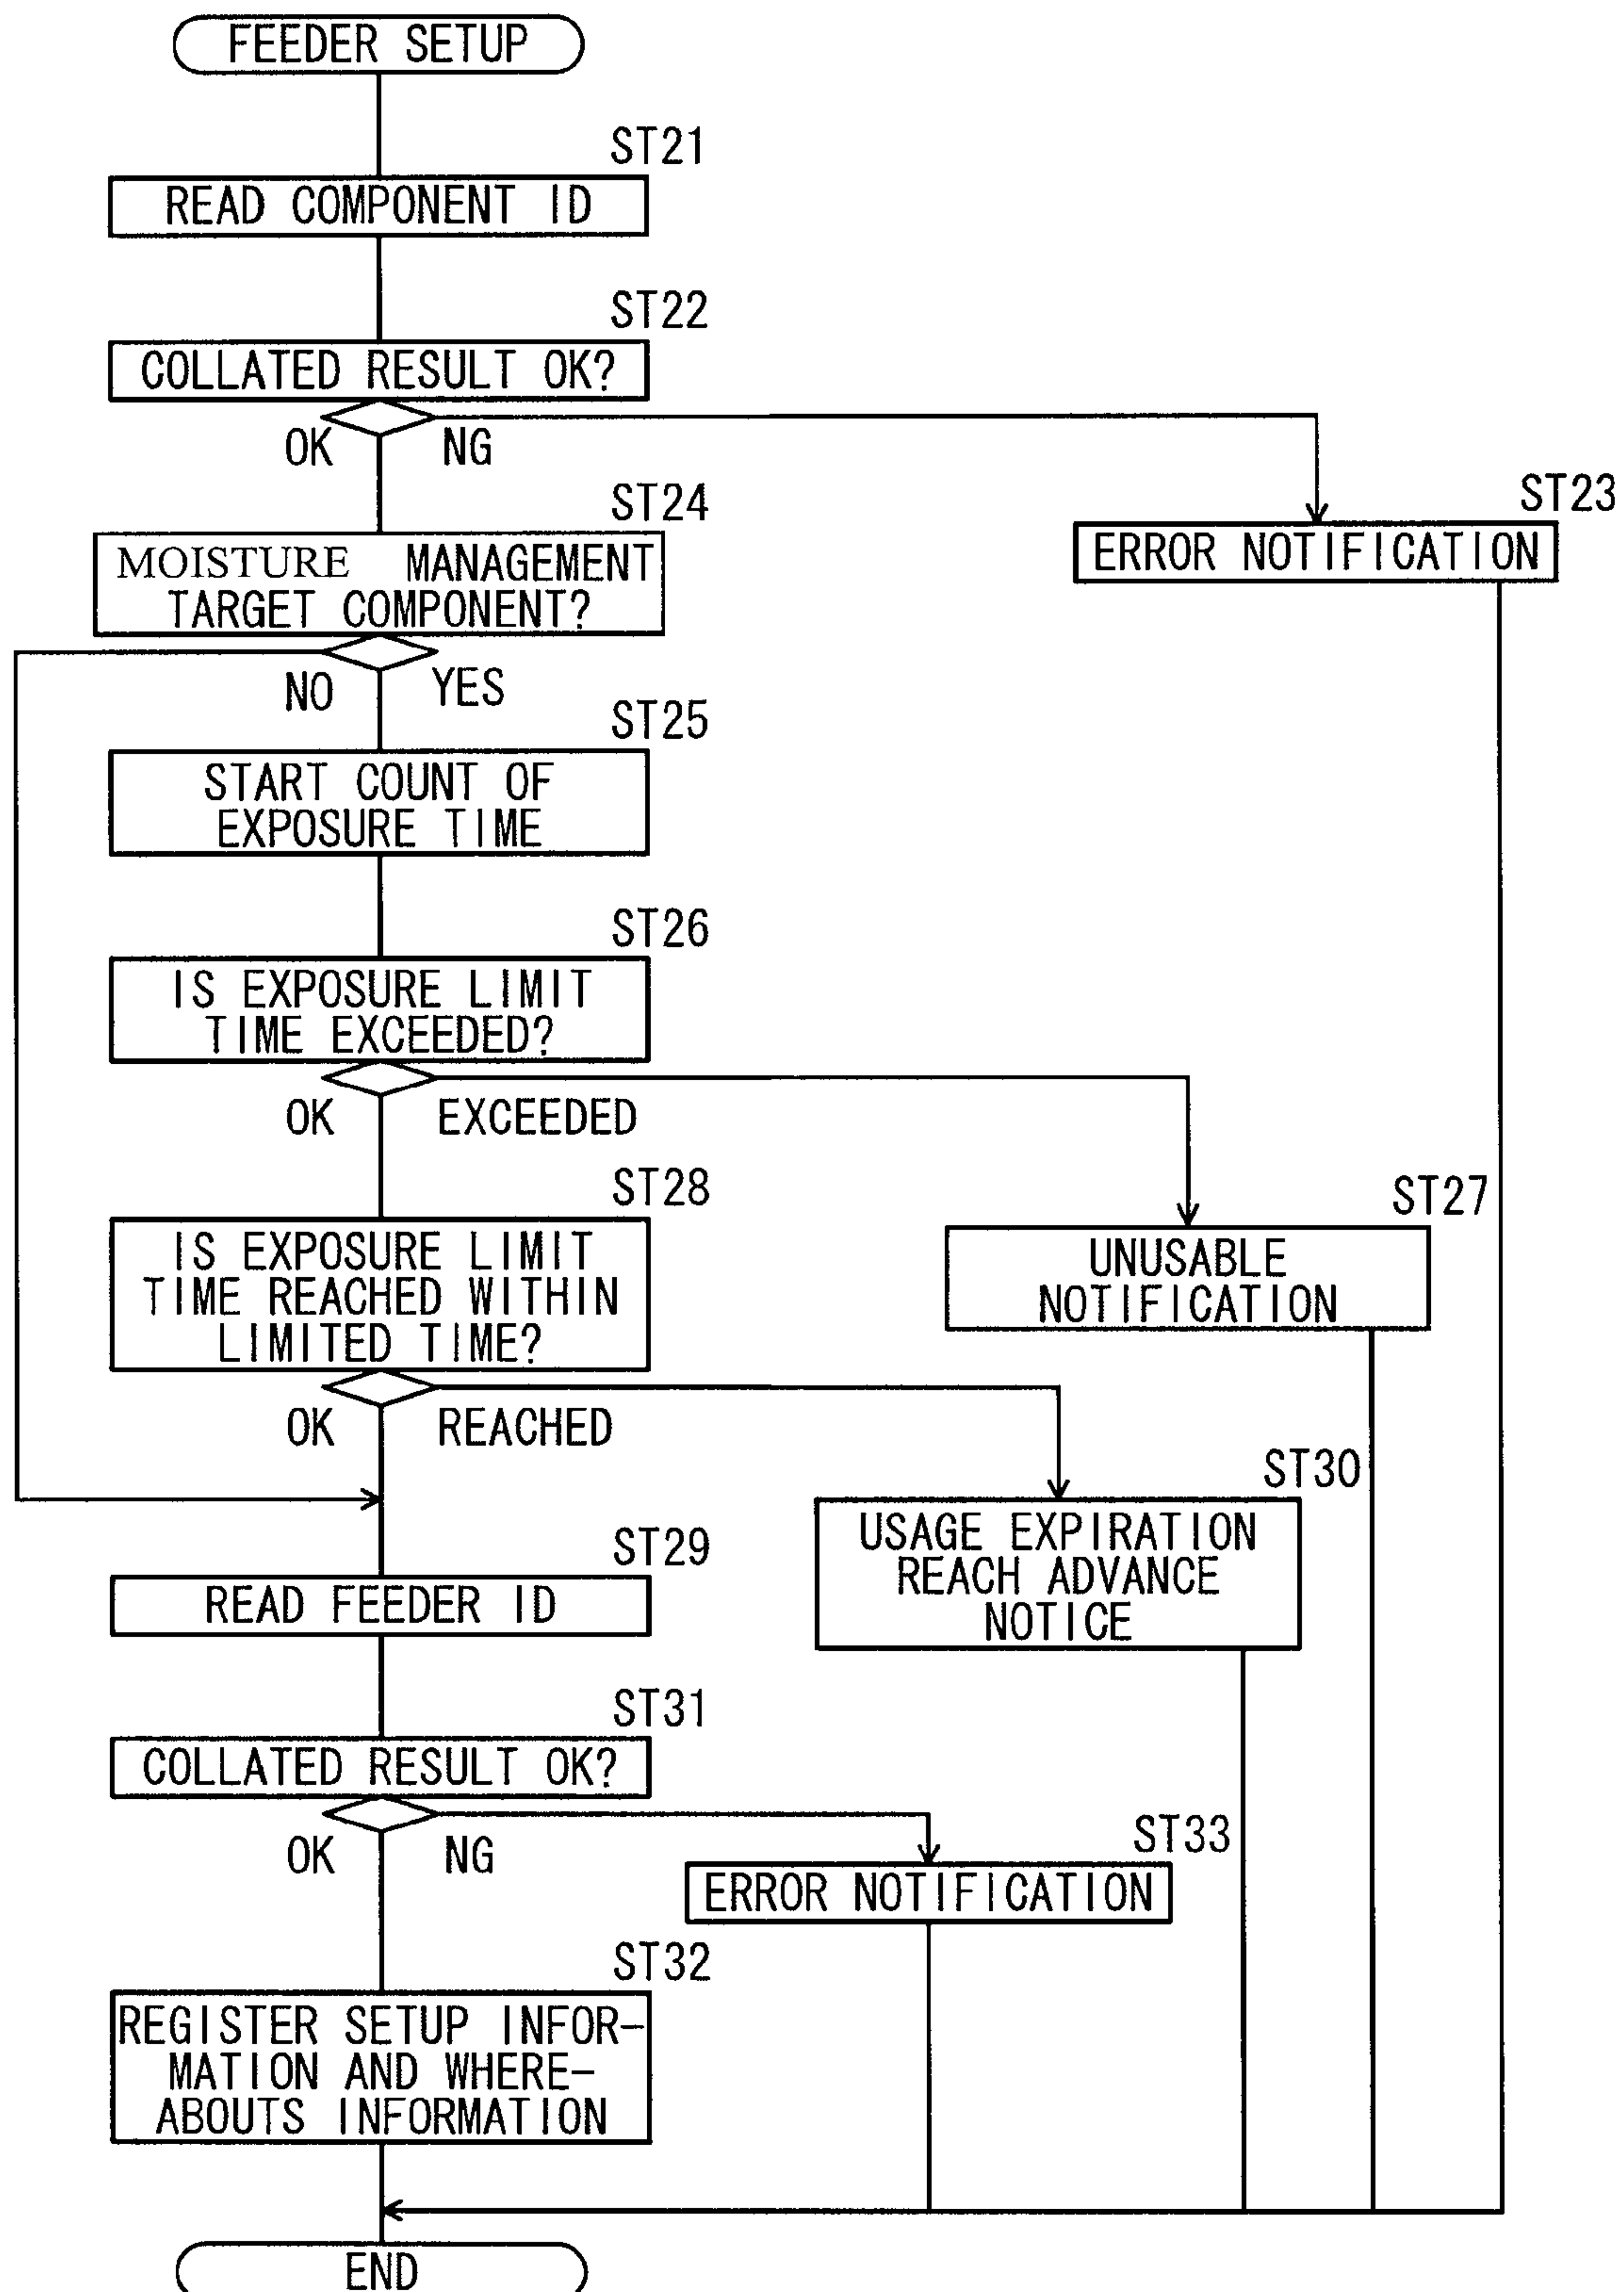 FEEDER SETUP
ST21
READ COMPONENT ID
ST22
COLLATED RESULT OK?
OK
NG
ST23
ERROR NOTIFICATION
ST24
MOISTURE MANAGEMENT
TARGET COMPONENT?
NO
YES
ST25
START COUNT OF
EXPOSURE TIME
ST26
IS EXPOSURE LIMIT
TIME EXCEEDED?
OK
EXCEEDED
ST27
UNUSABLE
NOTIFICATION
ST28
IS EXPOSURE LIMIT
TIME REACHED WITHIN
LIMITED TIME?
OK
REACHED
ST30
USAGE EXPIRATION
REACH ADVANCE
NOTICE
ST29
READ FEEDER ID
ST31
COLLATED RESULT OK?
OK
NG
ST33
ERROR NOTIFICATION
ST32
REGISTER SETUP INFOR-
MATION AND WHERE-
ABOUTS INFORMATION
END